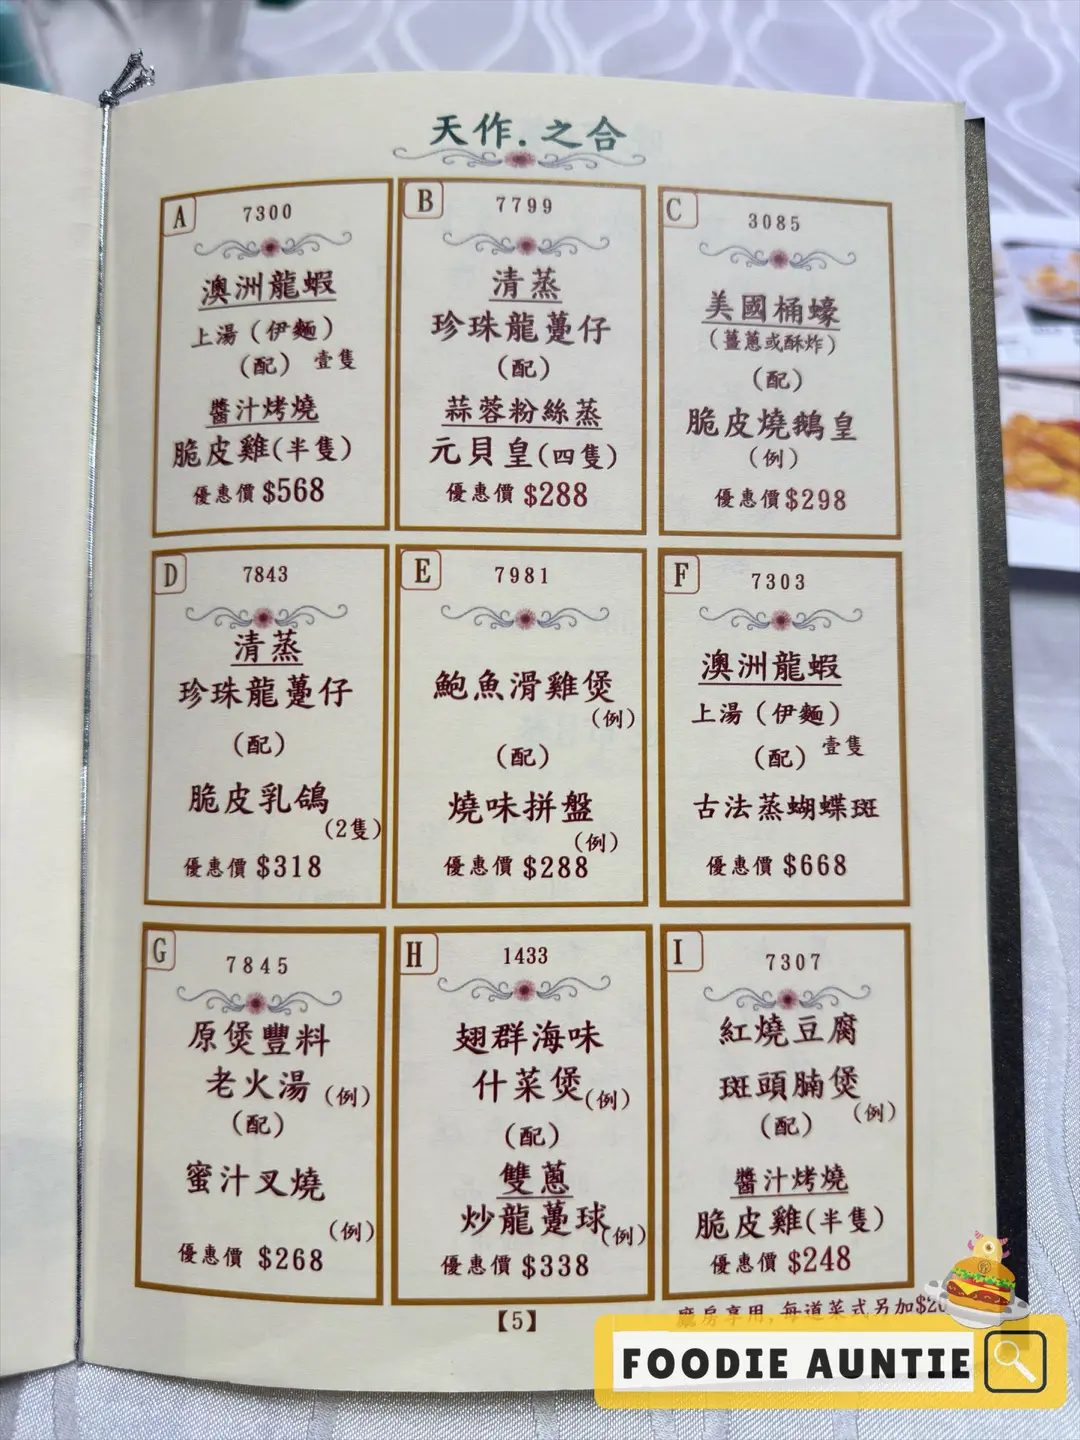 天作.之合
A
7300
澳洲龍蝦
上湯（伊麵）
（配） 壹隻
醬汁烤燒
脆皮雞(半隻)
優惠價 $568
B
7799
清蒸
珍珠龍躉仔
（配）
蒜蓉粉絲蒸
元貝皇(四隻)
優惠價 $288
C
3085
美國桶蠔
（薑蔥或酥炸）
（配）
脆皮燒鵝皇
（例）
優惠價 $298
D
7843
清蒸
珍珠龍躉仔
（配）
脆皮乳鴿
（2隻）
優惠價 $318
E
7981
鮑魚滑雞煲
（例）
（配）
燒味拼盤
（例）
優惠價 $288
F
7303
澳洲龍蝦
上湯（伊麵）
（配） 壹隻
古法蒸蝴蝶斑
優惠價 $668
G
7845
原煲豐料
老火湯（例）
（配）
蜜汁叉燒
（例）
優惠價 $268
H
1433
翅群海味
什菜煲（例）
（配）
雙蔥
炒龍躉球（例）
優惠價 $338
I
7307
紅燒豆腐
斑頭腩煲
（例）
（配）
醬汁烤燒
脆皮雞(半隻)
優惠價 $248
【5】
廳房享用，每道菜式另加
FOODIE AUNTIE